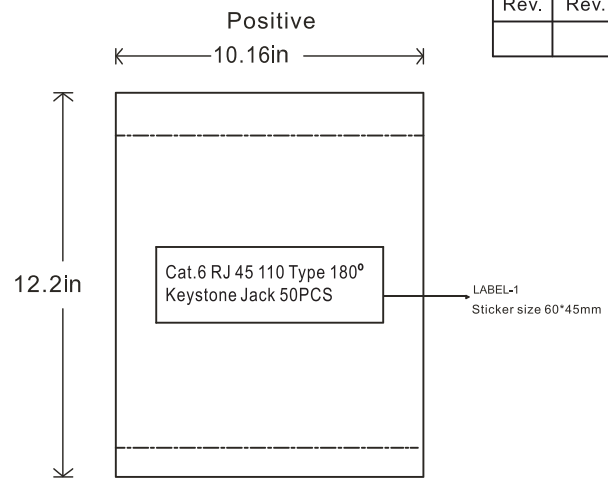 Rev.
Rev.
Positive
10.16in
12.2in
Cat.6 RJ 45 110 Type 180°
Keystone Jack 50PCS
LABEL-1
Sticker size 60*45mm